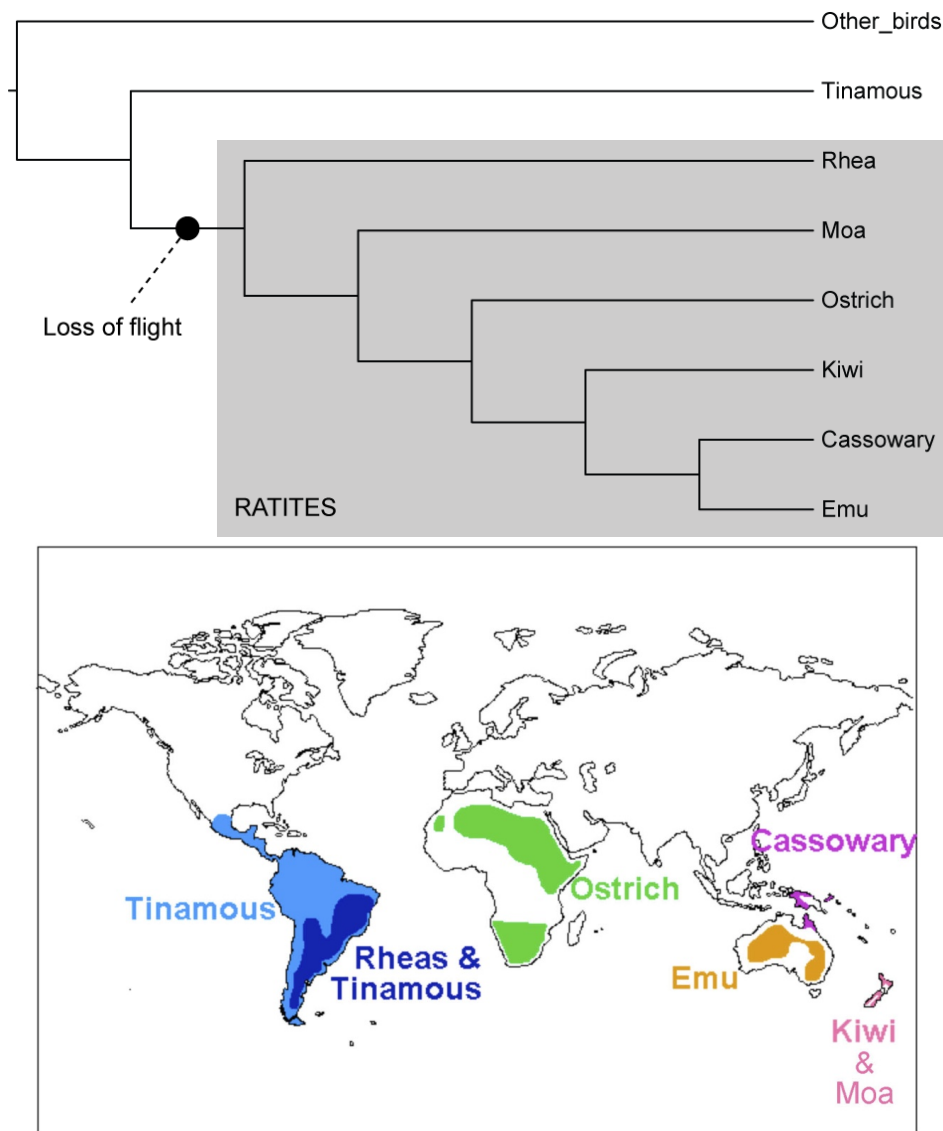 Other_birds
Tinamous
Rhea
Moa
Ostrich
Loss of flight
Kiwi
Cassowary
RATITES
Emu
Cassowary
Ostrich
Tinamous
Rheas &
Tinamous
Emu
Kiwi
&
Moa